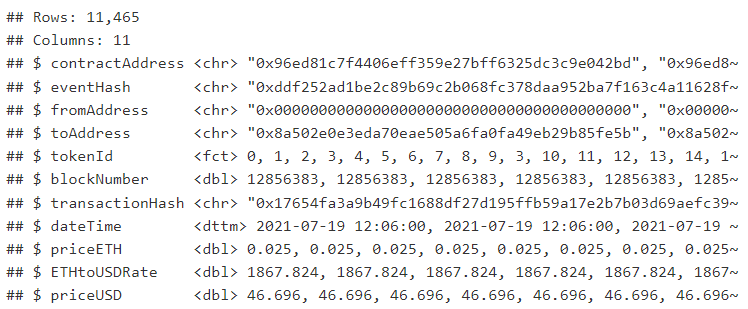 ## Rows: 11,465
## Columns: 11
## $ contractAddress <chr> "0x96ed81c7f4406eff359e27bff6325dc3c9e042bd", "0x96ed8~
## $ eventHash       <chr> "0xddf252ad1be2c89b69c2b068fc378daa952ba7f163c4a11628f~
## $ fromAddress     <chr> "0x0000000000000000000000000000000000000000", "0x00000~
## $ toAddress       <chr> "0x8a502e0e3eda70eae505a6fa0fa49eb29b85fe5b", "0x8a502~
## $ tokenId         <fct> 0, 1, 2, 3, 4, 5, 6, 7, 8, 9, 3, 10, 11, 12, 13, 14, 1~
## $ blockNumber     <dbl> 12856383, 12856383, 12856383, 12856383, 12856383, 1285~
## $ transactionHash <chr> "0x17654fa3a9b49fc1688df27d195ffb59a17e2b7b03d69aefc39~
## $ dateTime        <dttm> 2021-07-19 12:06:00, 2021-07-19 12:06:00, 2021-07-19 ~
## $ priceETH        <dbl> 0.025, 0.025, 0.025, 0.025, 0.025, 0.025, 0.025, 0.025~
## $ ETHtoUSDRate    <dbl> 1867.824, 1867.824, 1867.824, 1867.824, 1867.824, 1867~
## $ priceUSD        <dbl> 46.696, 46.696, 46.696, 46.696, 46.696, 46.696, 46.696~